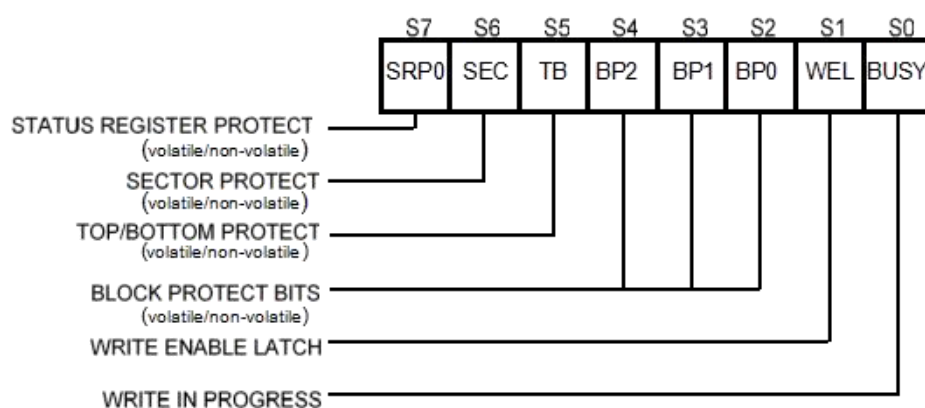 S7 S6 S5 S4 S3 S2 S1 S0
SRP0 SEC TB BP2 BP1 BP0 WEL BUSY
STATUS REGISTER PROTECT
(volatile/non-volatile)
SECTOR PROTECT
(volatile/non-volatile)
TOP/BOTTOM PROTECT
(volatile/non-volatile)
BLOCK PROTECT BITS
(volatile/non-volatile)
WRITE ENABLE LATCH
WRITE IN PROGRESS